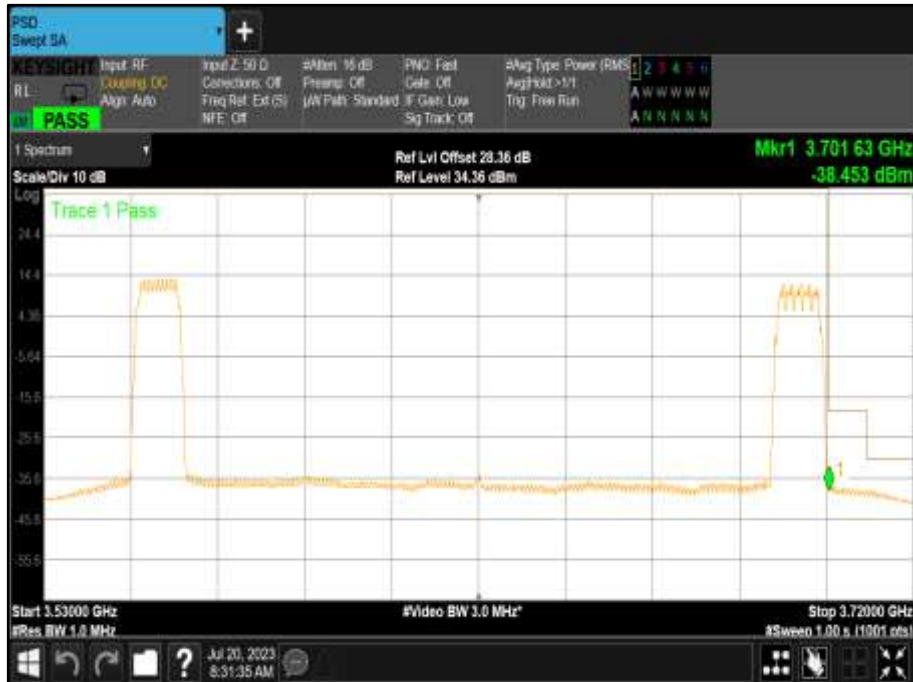 PSD
Swept SA
KEYSIGHT
RL
PASS
Input: RF
Coupling: DC
Align: Auto
Input Z: 50 Ω
Corrections: Off
Freq Ref: Ext (S)
NFE: Off
#Atten: 16 dB
Preamp: Off
µW Path: Standard
PNO: Fast
Gate: Off
IF Gain: Low
Sig Track: Off
#Avg Type: Power (RMS
Avg|Hold: >1/1
Trig: Free Run
1 2 3 4 5 6
A W W W W W
A N N N N N
1 Spectrum
Scale/Div 10 dB
Ref Lvl Offset 28.36 dB
Ref Level 34.36 dBm
Mkr1 3.701 63 GHz
-38.453 dBm
Log
Trace 1 Pass
24.4
14.4
4.36
-5.64
-15.6
-25.6
-35.6
-45.6
-55.6
1
Start 3.53000 GHz
#Res BW 1.0 MHz
#Video BW 3.0 MHz*
Stop 3.72000 GHz
#Sweep 1.00 s (1001 pts)
?
Jul 20, 2023
8:31:35 AM